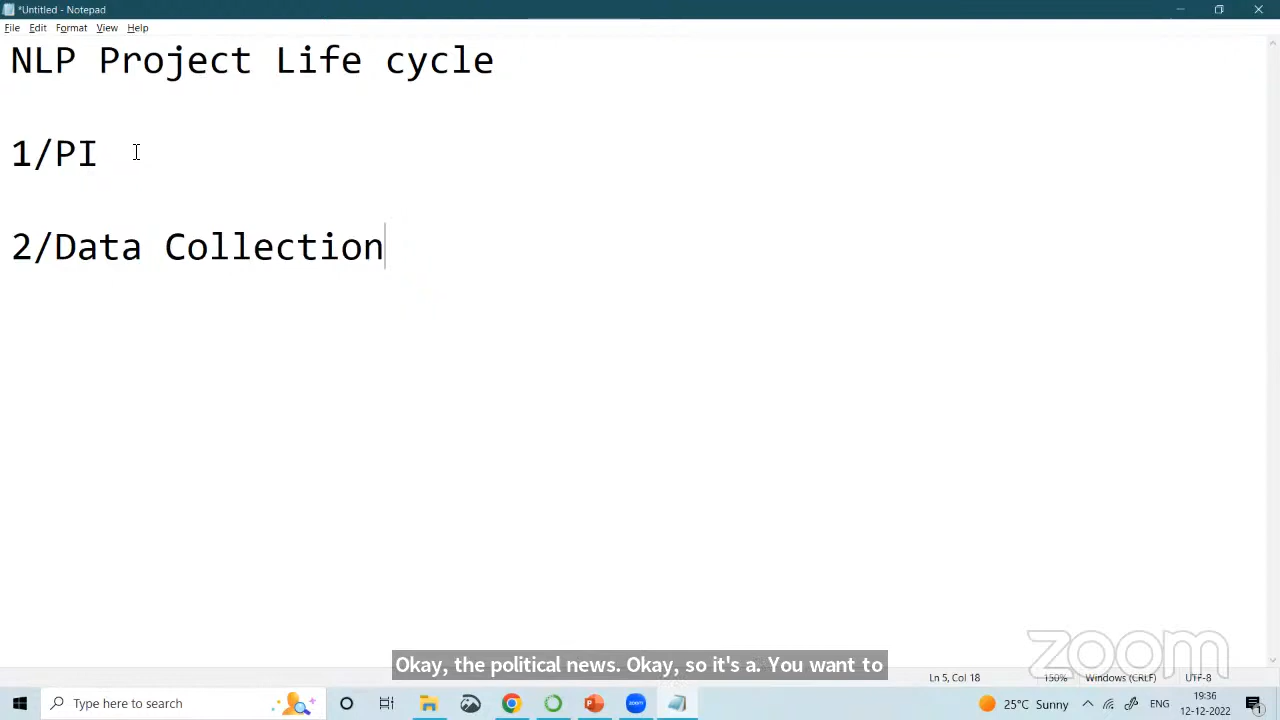 *Untitled - Notepad
File Edit Format View Help
NLP Project Life cycle
1/PI
2/Data Collection
Okay, the political news. Okay, so it's a. You want to
zoom
Ln 5, Col 18 150% Windows (CRLF) UTF-8
Type here to search
zoom
25°C Sunny
ENG
19:36
12-12-2022
1